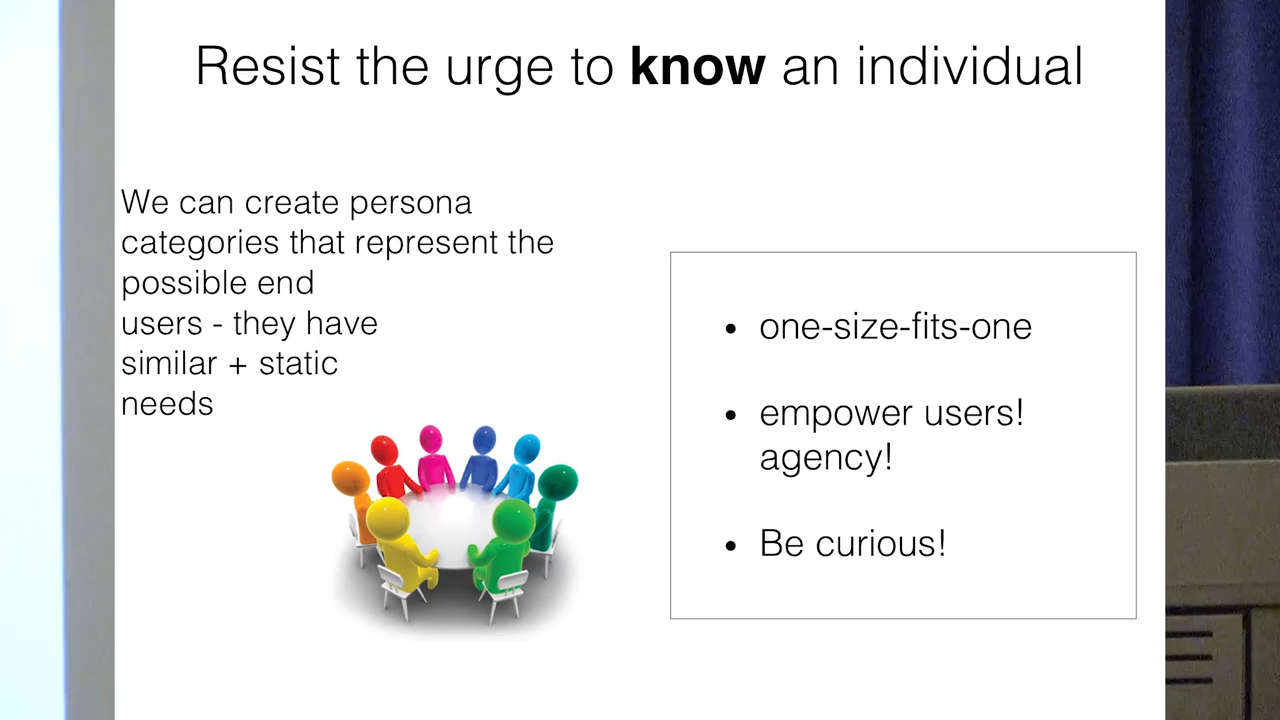 Resist the urge to know an individual
We can create persona
categories that represent the
possible end
users - they have
similar + static
needs
• one-size-fits-one
• empower users!
agency!
• Be curious!